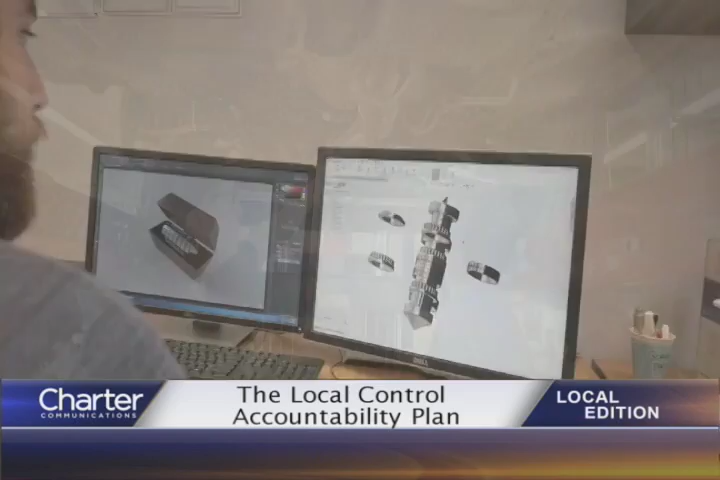 DELL
Charter
COMMUNICATIONS
The Local Control
Accountability Plan
LOCAL
EDITION